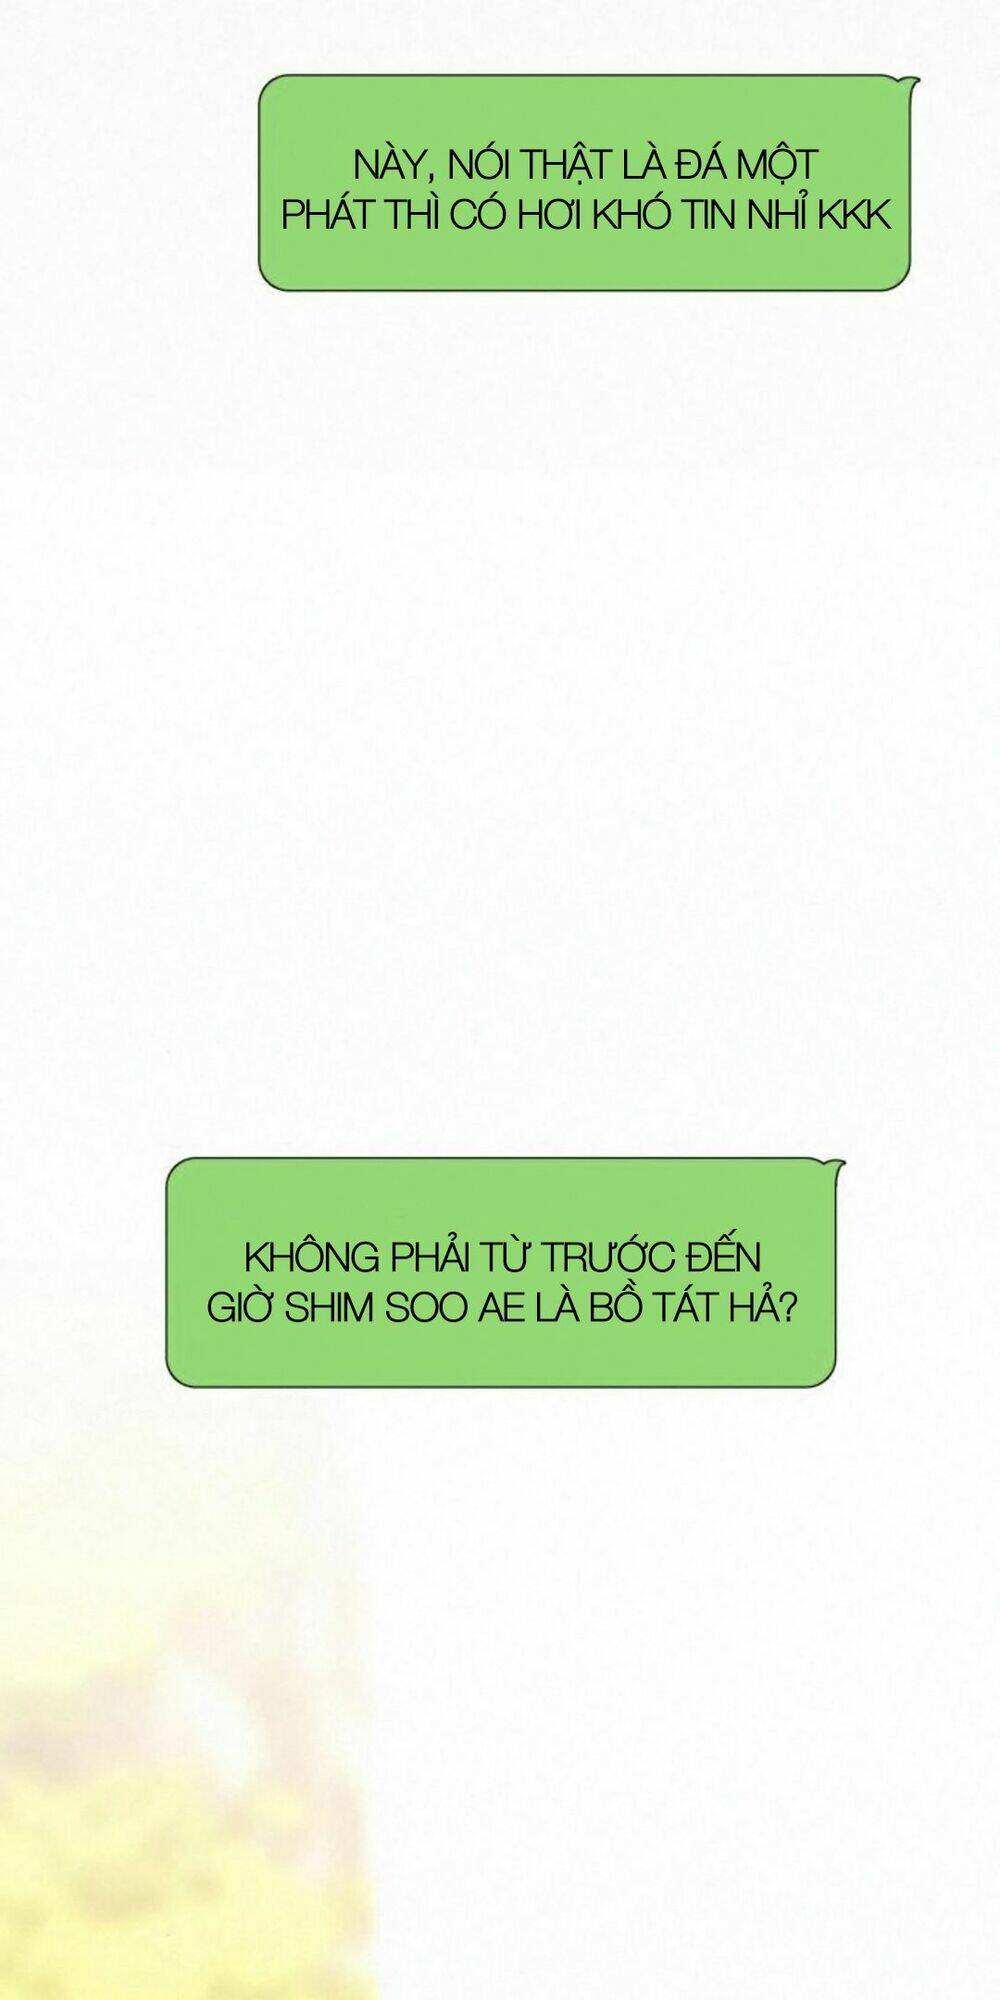 NÀY, NÓI THẬT LÀ ĐÁ MỘT
PHÁT THÌ CÓ HƠI KHÓ TIN NHỈ KKK
KHÔNG PHẢI TỪ TRƯỚC ĐẾN
GIỜ SHIM SOO AE LÀ BỒ TÁT HẢ?